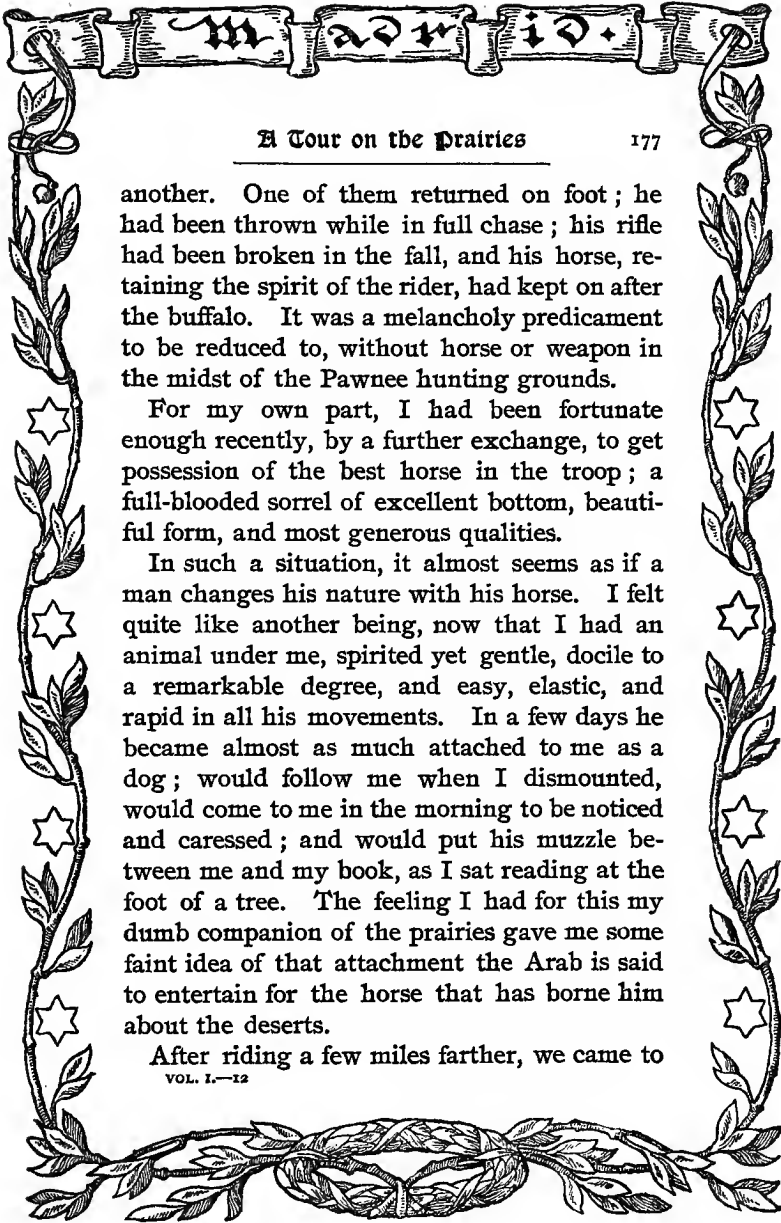 Madrid.
A Tour on the Prairies 177
another. One of them returned on foot ; he
had been thrown while in full chase ; his rifle
had been broken in the fall, and his horse, re-
taining the spirit of the rider, had kept on after
the buffalo. It was a melancholy predicament
to be reduced to, without horse or weapon in
the midst of the Pawnee hunting grounds.
For my own part, I had been fortunate
enough recently, by a further exchange, to get
possession of the best horse in the troop ; a
full-blooded sorrel of excellent bottom, beauti-
ful form, and most generous qualities.
In such a situation, it almost seems as if a
man changes his nature with his horse. I felt
quite like another being, now that I had an
animal under me, spirited yet gentle, docile to
a remarkable degree, and easy, elastic, and
rapid in all his movements. In a few days he
became almost as much attached to me as a
dog ; would follow me when I dismounted,
would come to me in the morning to be noticed
and caressed ; and would put his muzzle be-
tween me and my book, as I sat reading at the
foot of a tree. The feeling I had for this my
dumb companion of the prairies gave me some
faint idea of that attachment the Arab is said
to entertain for the horse that has borne him
about the deserts.
After riding a few miles farther, we came to
VOL. I.—12